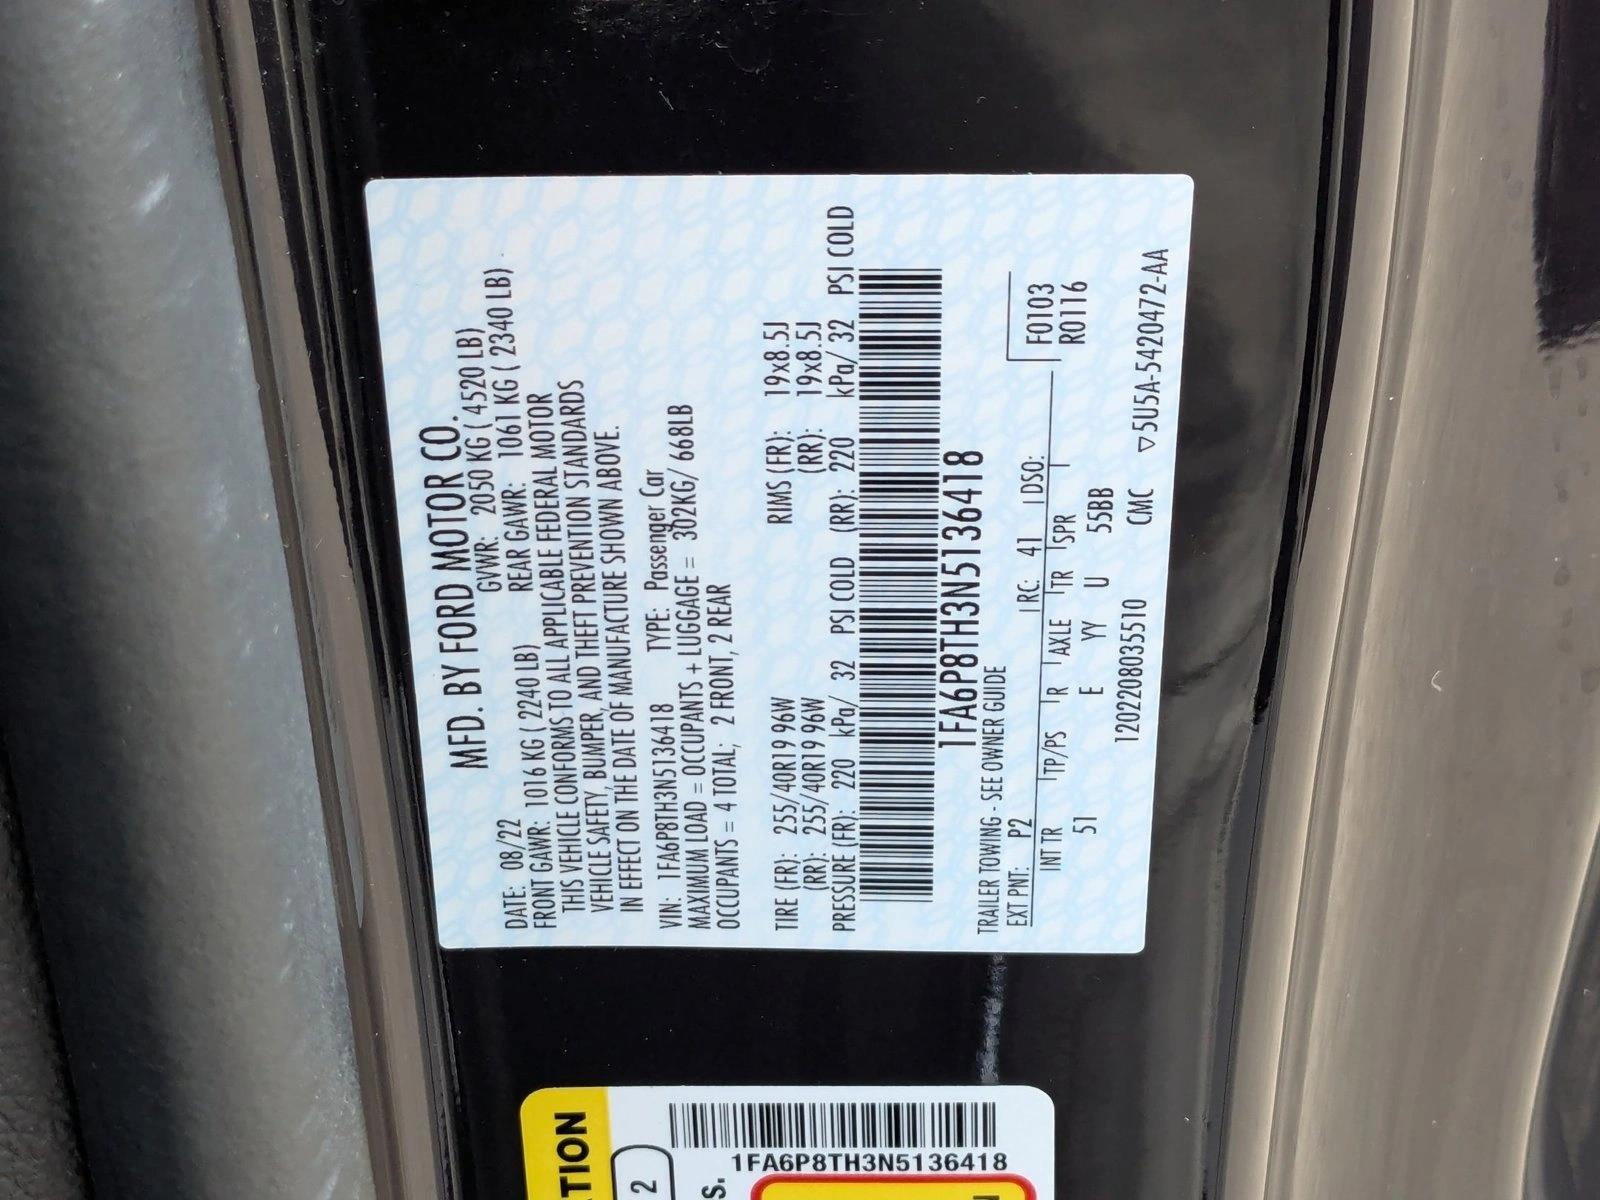 MFD. BY FORD MOTOR CO.
DATE: 08/22 GVWR: 2050 KG ( 4520 LB)
FRONT GAWR: 1016 KG ( 2240 LB) REAR GAWR: 1061 KG ( 2340 LB)
THIS VEHICLE CONFORMS TO ALL APPLICABLE FEDERAL MOTOR
VEHICLE SAFETY, BUMPER, AND THEFT PREVENTION STANDARDS
IN EFFECT ON THE DATE OF MANUFACTURE SHOWN ABOVE.
VIN: 1FA6P8TH3N5136418 TYPE: Passenger Car
MAXIMUM LOAD = OCCUPANTS + LUGGAGE = 302KG/ 668LB
OCCUPANTS = 4 TOTAL; 2 FRONT, 2 REAR
TIRE (FR): 255/40R19 96W RIMS (FR): 19x8.5J
(RR): 255/40R19 96W (RR): 19x8.5J
PRESSURE (FR): 220 kPa/ 32 PSI COLD (RR): 220 kPa/ 32 PSI COLD
1FA6P8TH3N5136418
TRAILER TOWING - SEE OWNER GUIDE
EXT PNT: P2 RC: 41 DSO: F0103
INT TR TP/PS R AXLE TR SPR R0116
51 E YY U 55BB
12022080355​10 CMC ▽5U5A-5420472-AA
TION
2
1FA6P8TH3N5136418
S.